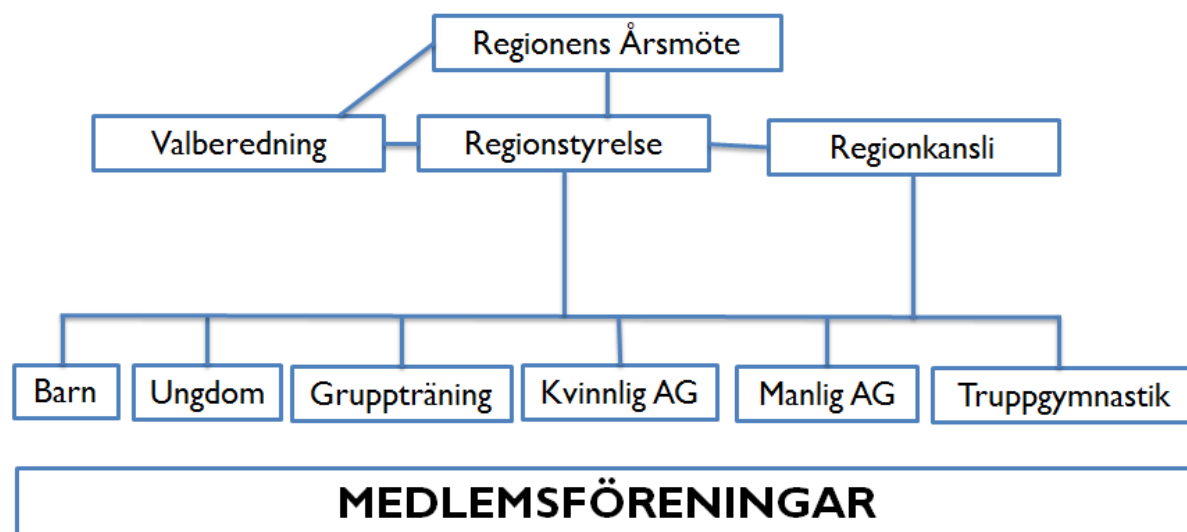 Regionens Årsmöte
Valberedning
Regionstyrelse
Regionkansli
Barn
Ungdom
Gruppträning
Kvinnlig AG
Manlig AG
Truppgymnastik
MEDLEMSFÖRENINGAR